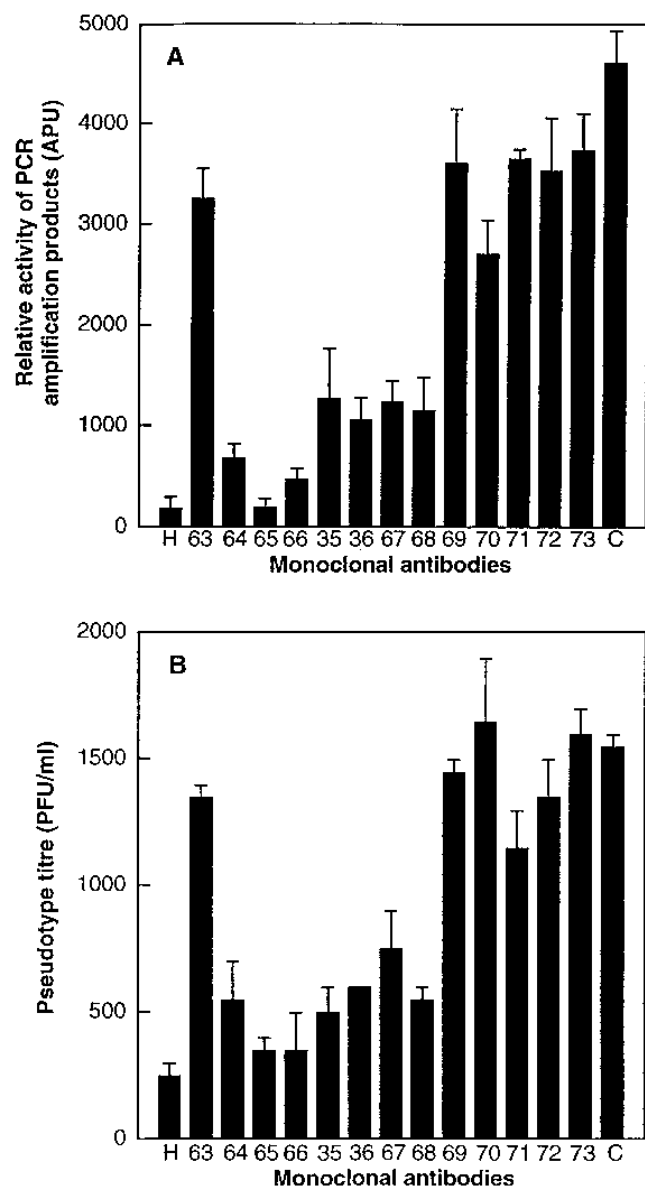 A
Relative activity of PCR
amplification products (APU)
5000
4000
3000
2000
1000
0
H 63 64 65 66 35 36 67 68 69 70 71 72 73 C
Monoclonal antibodies
B
Pseudotype titre (PFU/ml)
2000
1500
1000
500
0
H 63 64 65 66 35 36 67 68 69 70 71 72 73 C
Monoclonal antibodies